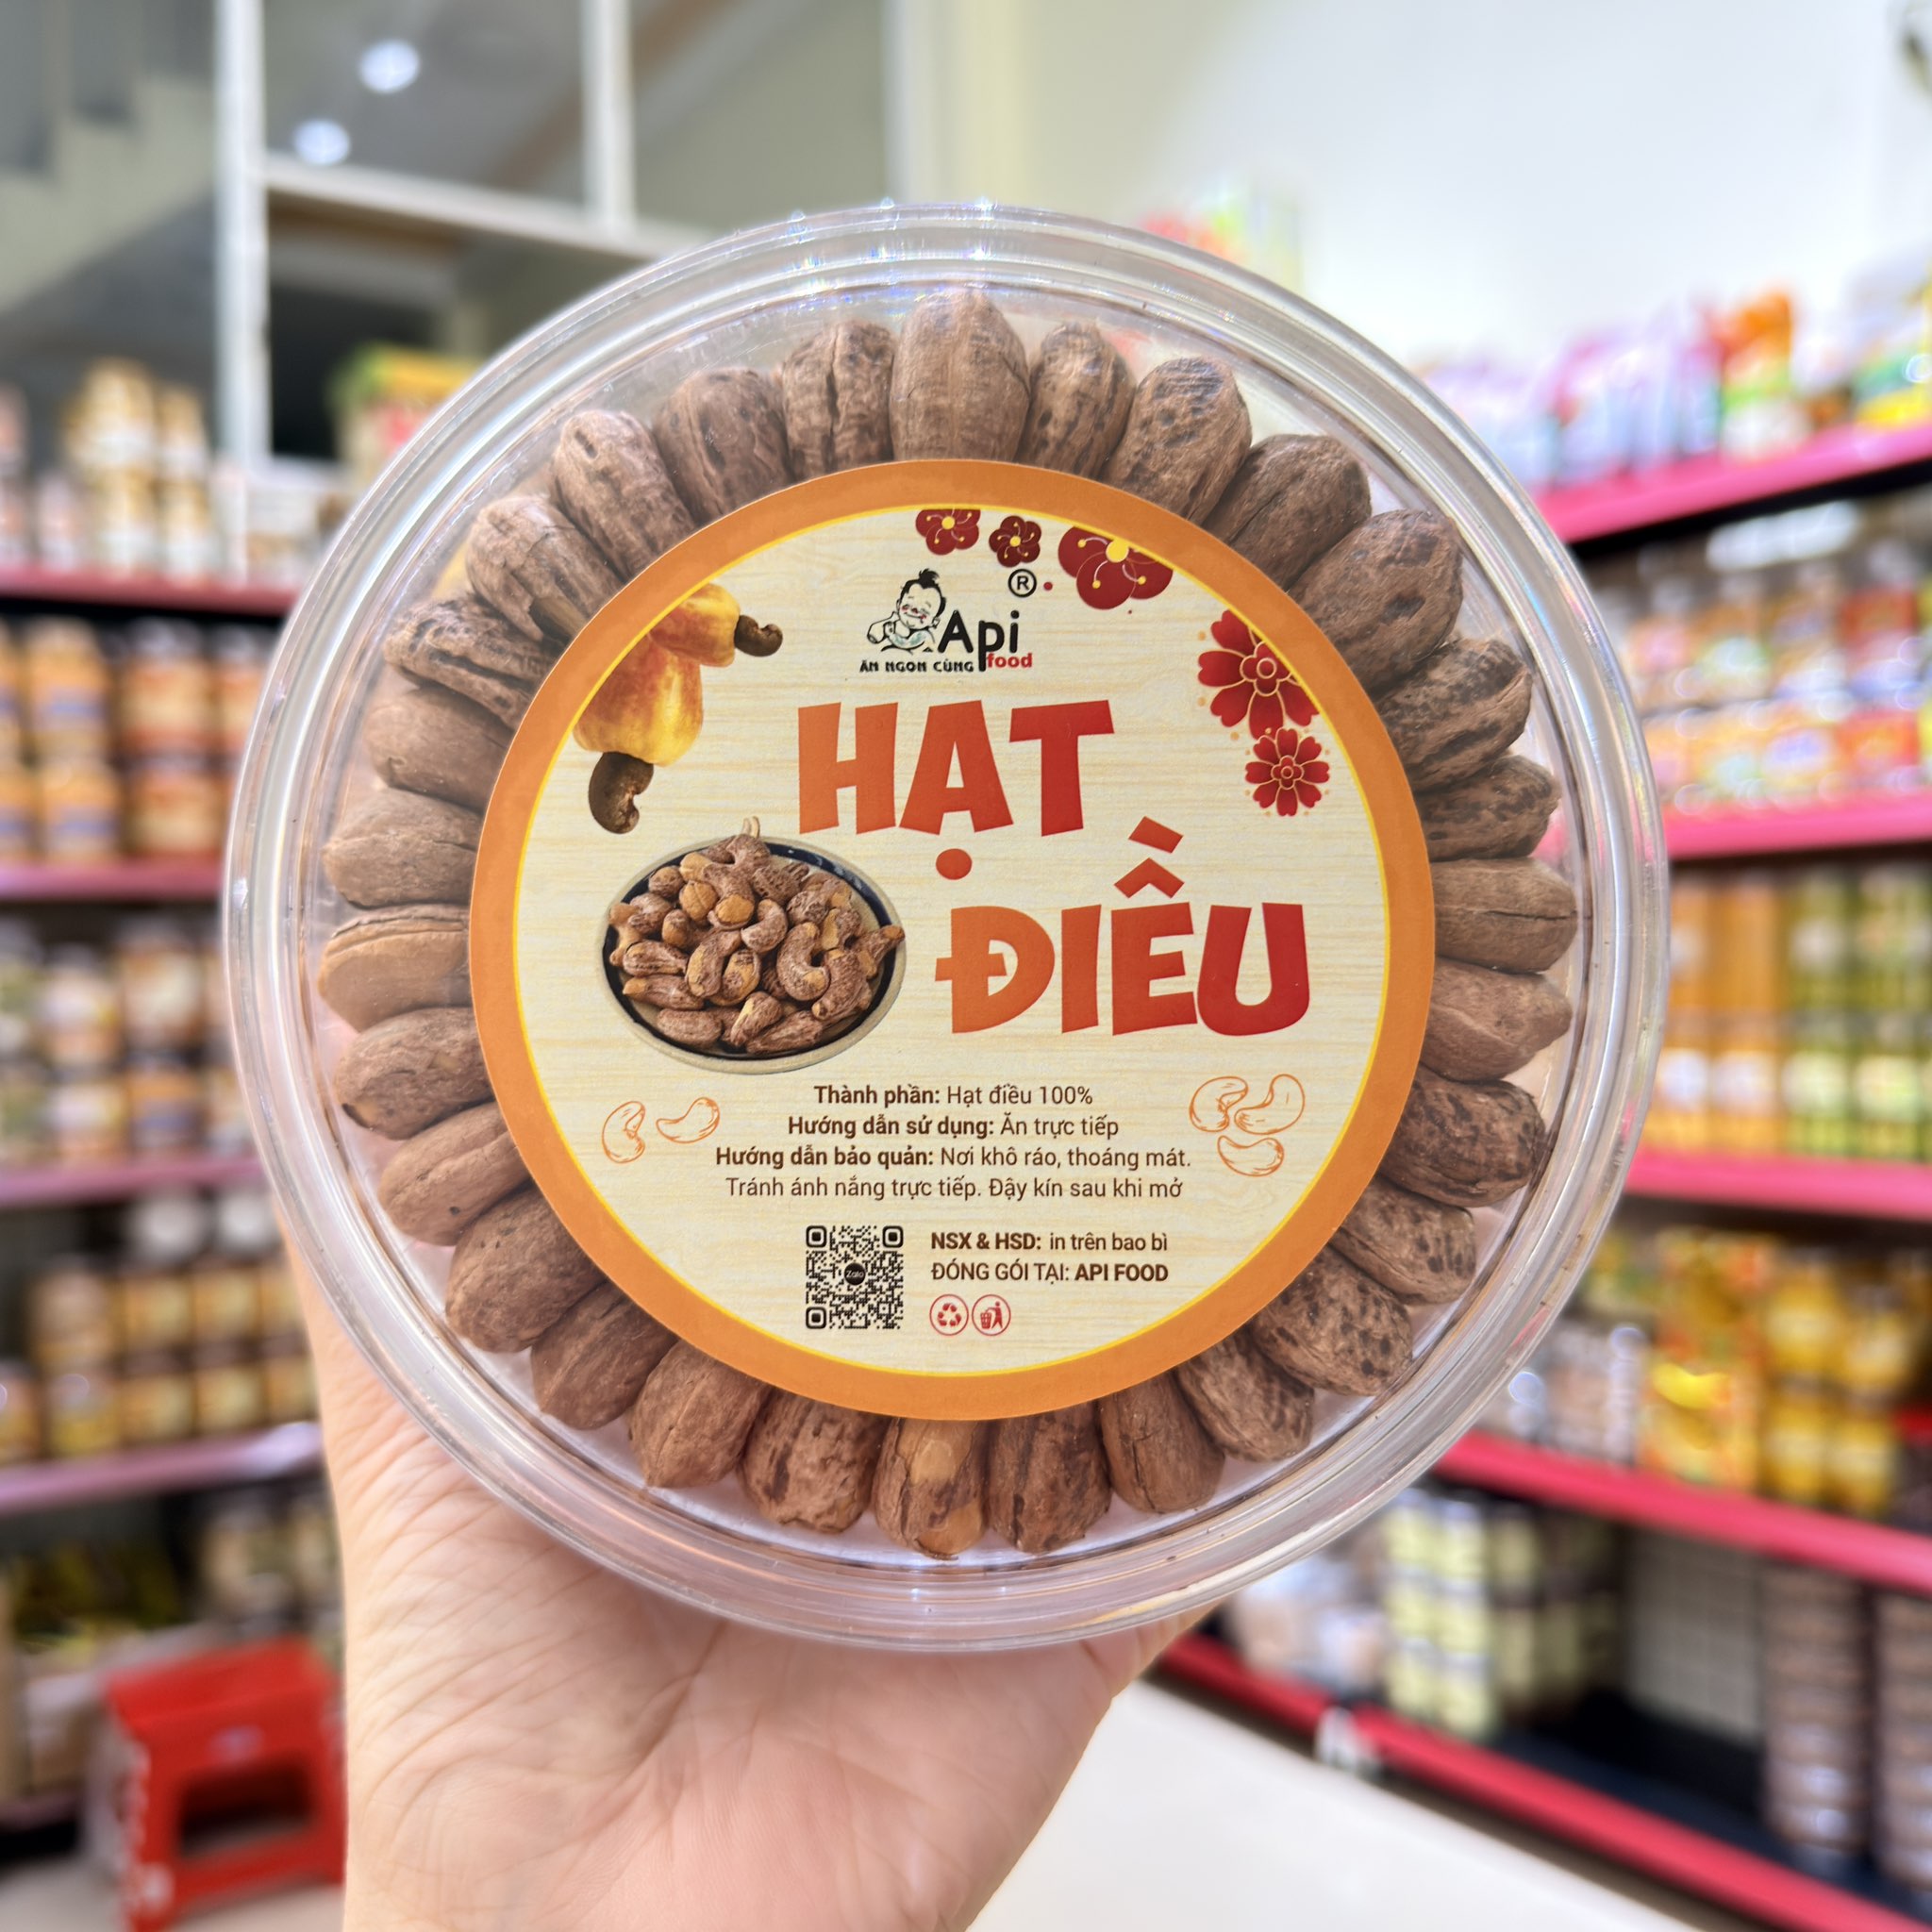 ®
Api
ĂN NGON CÙNG food
HẠT
ĐIỀU
Thành phần: Hạt điều 100%
Hướng dẫn sử dụng: Ăn trực tiếp
Hướng dẫn bảo quản: Nơi khô ráo, thoáng mát.
Tránh ánh nắng trực tiếp. Đậy kín sau khi mở
Zalo
NSX & HSD: in trên bao bì
ĐÓNG GÓI TẠI: API FOOD